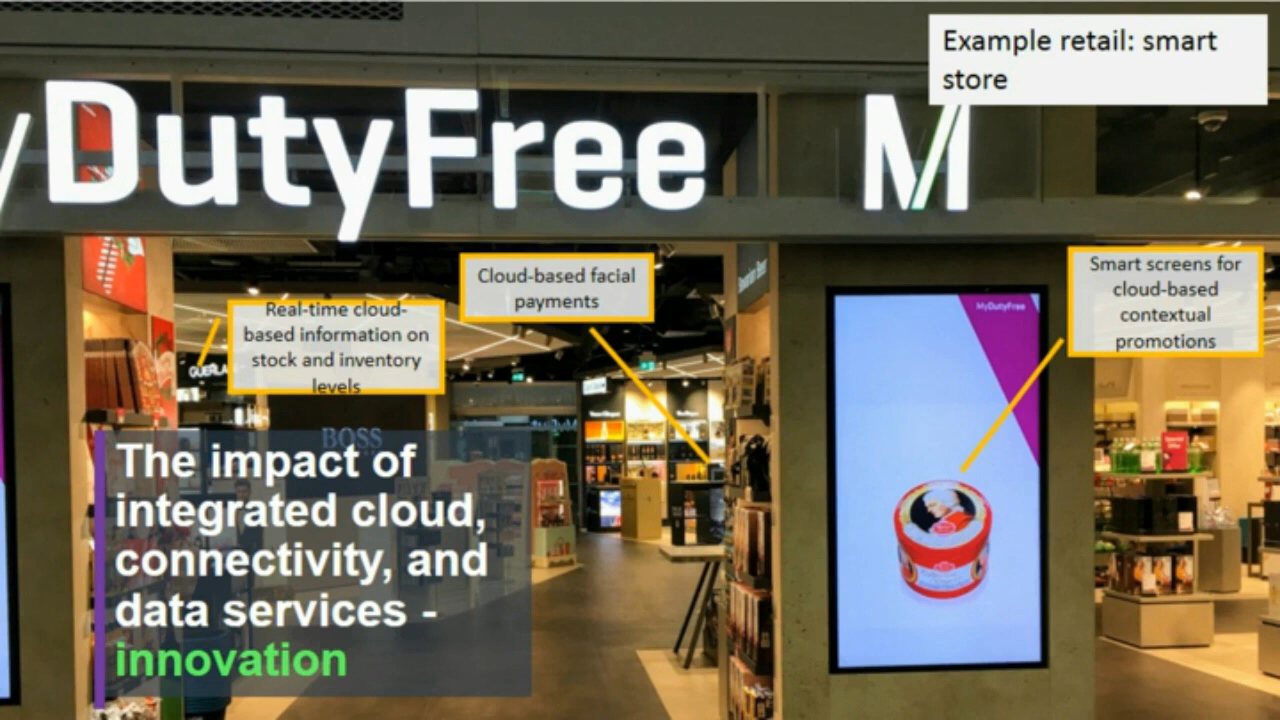 Example retail: smart
store
DutyFree M
Smart screens for
cloud-based
contextual
promotions
Cloud-based facial
payments
Real-time cloud-
based information on
stock and inventory
levels
MyDutyFree
BOSS
The impact of
integrated cloud,
connectivity, and
data services -
innovation